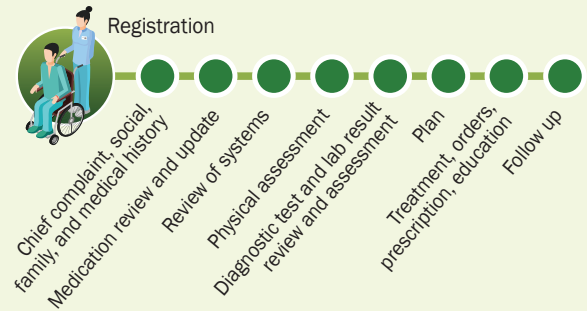 Registration
Chief complaint, social,
family, and medical history
Medication review and update
Review of systems
Physical assessment
Diagnostic test and lab result
review and assessment
Plan
Treatment, orders,
prescription, education
Follow up